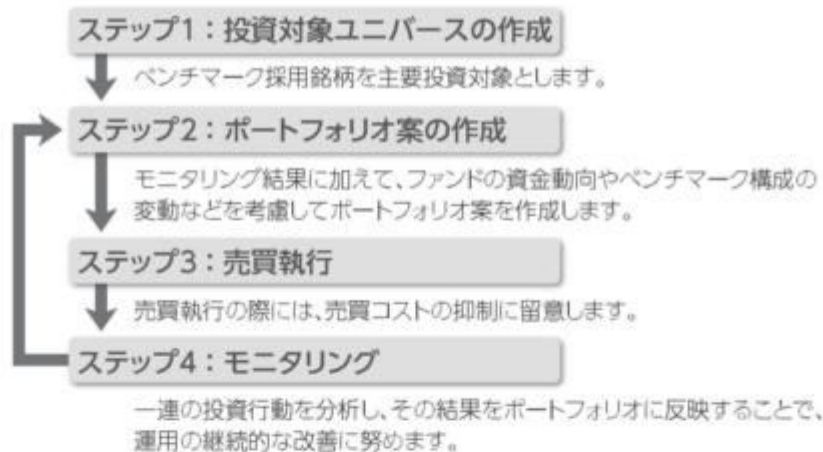 ステップ1：投資対象ユニバースの作成
ベンチマーク採用銘柄を主要投資対象とします。
ステップ2：ポートフォリオ案の作成
モニタリング結果に加えて、ファンドの資金動向やベンチマーク構成の
変動などを考慮してポートフォリオ案を作成します。
ステップ3：売買執行
売買執行の際には、売買コストの抑制に留意します。
ステップ4：モニタリング
一連の投資行動を分析し、その結果をポートフォリオに反映することで、
運用の継続的な改善に努めます。